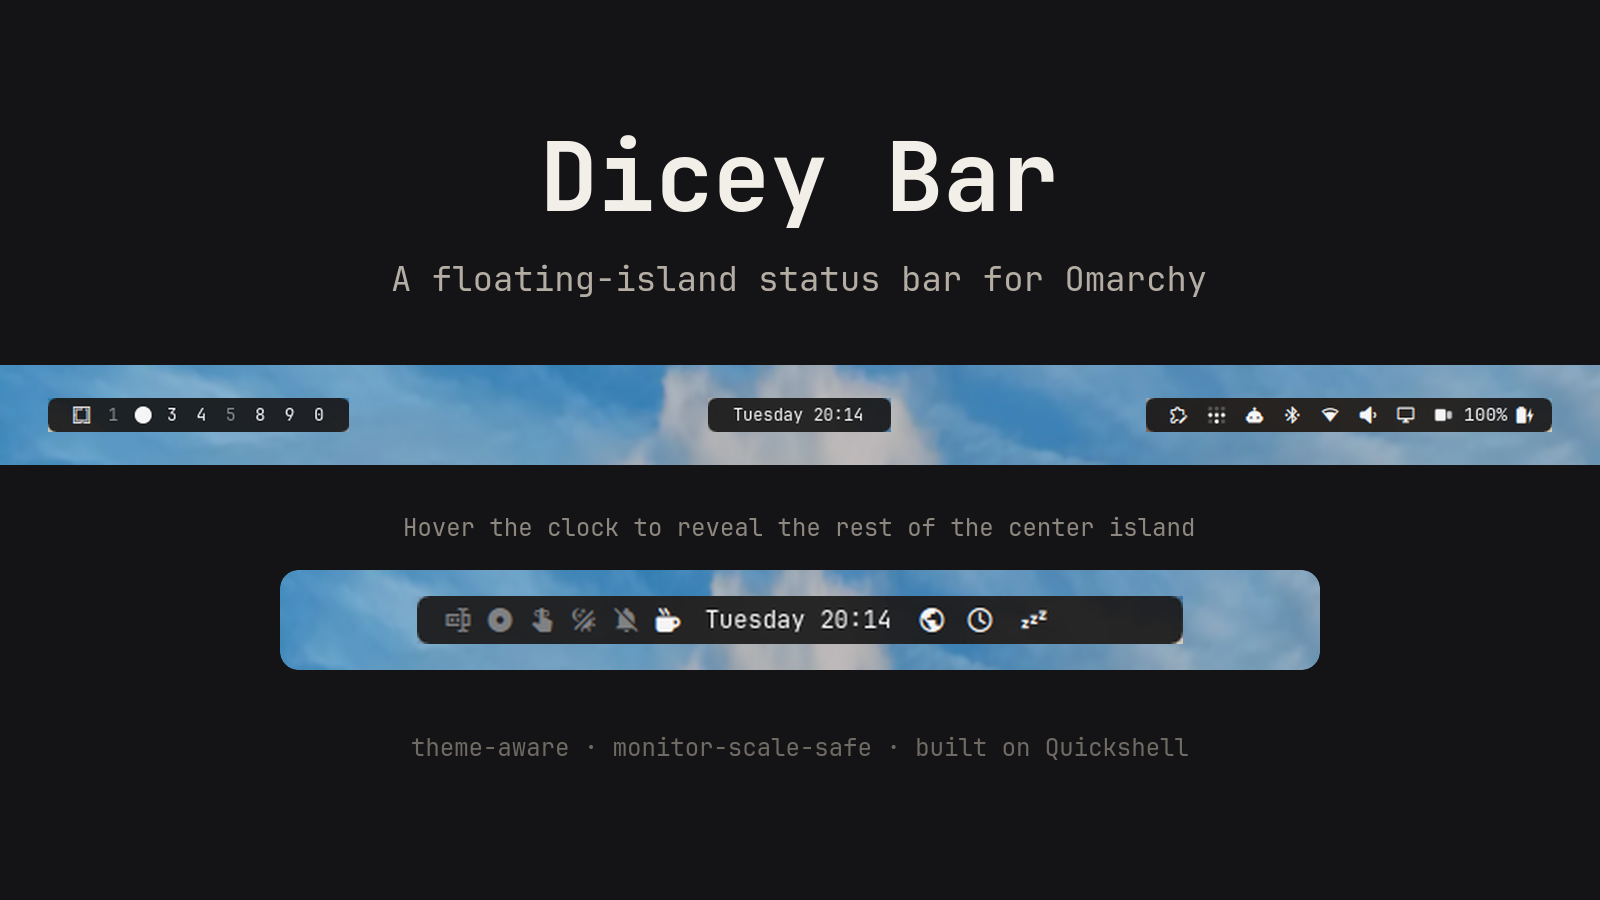 Dicey Bar
A floating-island status bar for Omarchy
1 3 4 5 8 9 0
Tuesday 20:14
100%
Hover the clock to reveal the rest of the center island
Tuesday 20:14
zzz
theme-aware · monitor-scale-safe · built on Quickshell